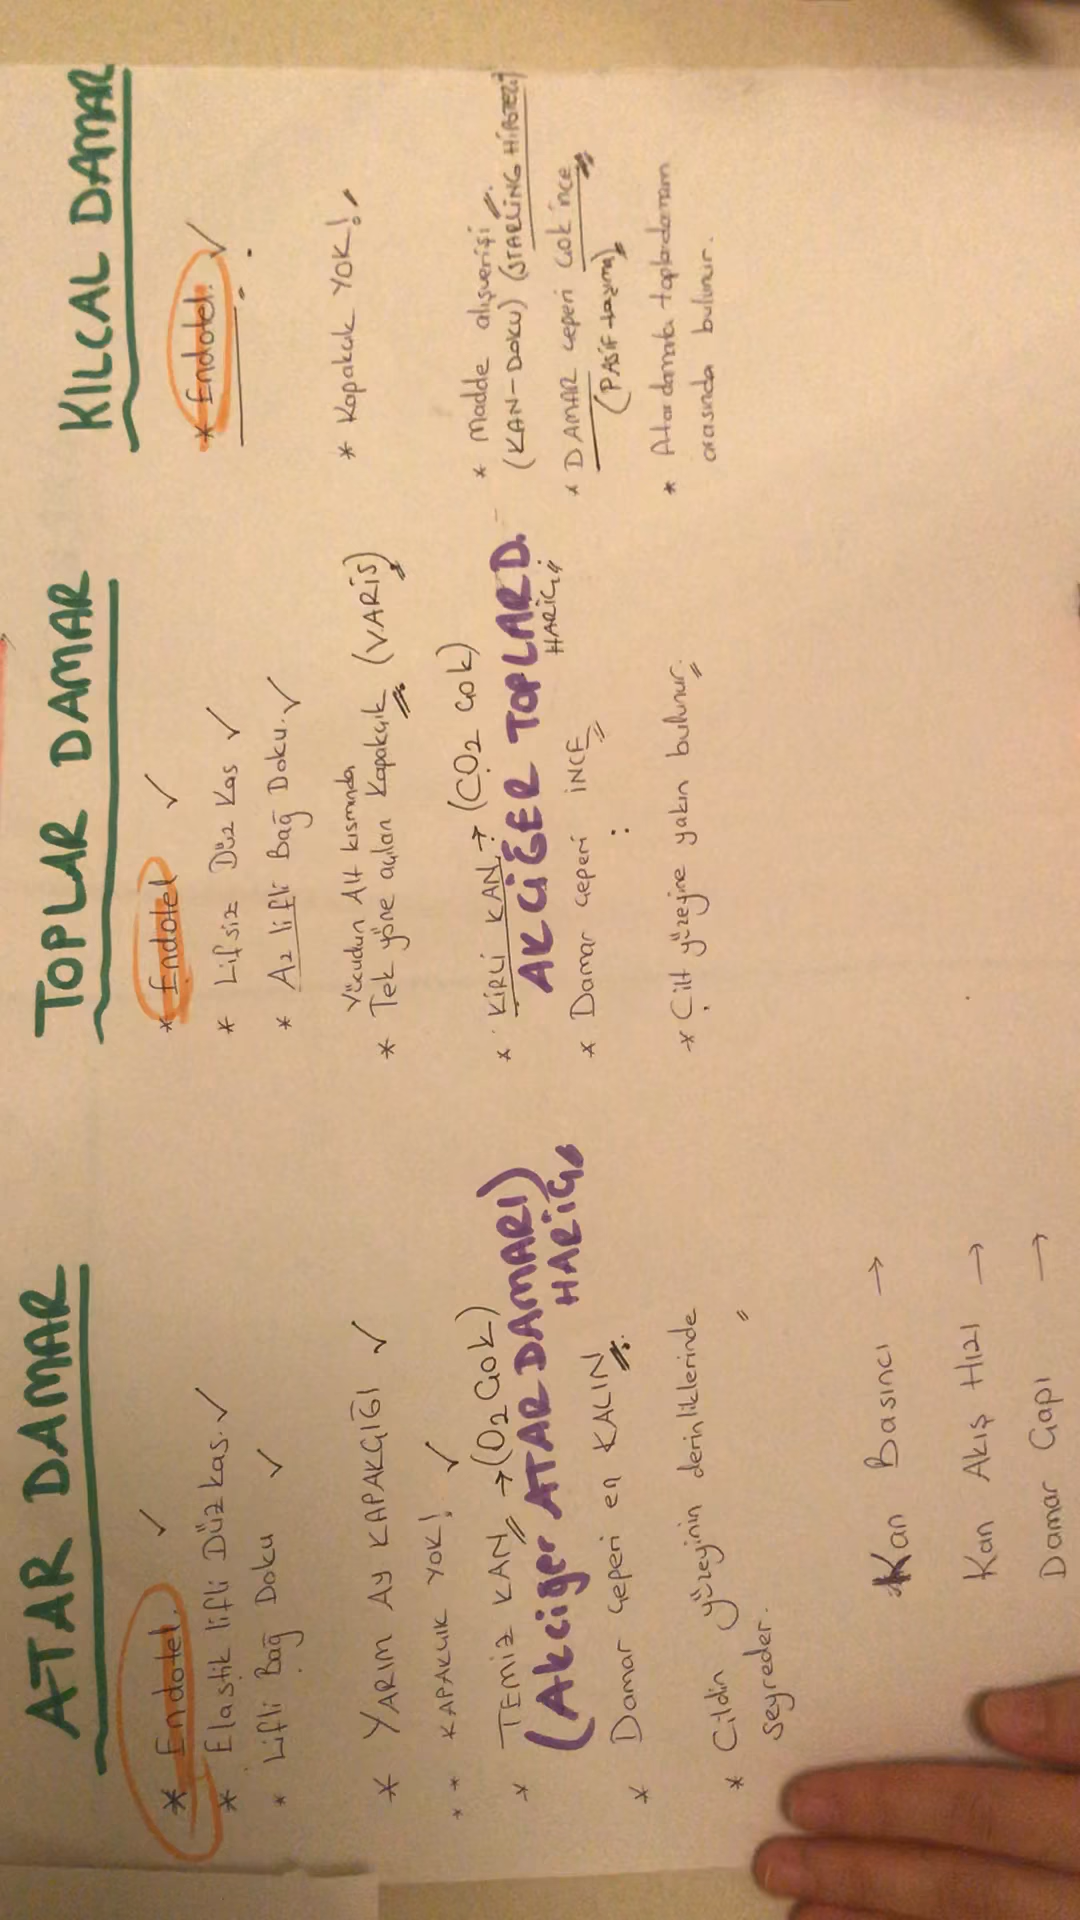 ATAR DAMAR
* Endotel. ✓
* Elastik lifli Düz kas. ✓
* Lifli Bağ Doku ✓
* YARIM AY KAPAKÇIĞI ✓
* * KAPAKÇIK YOK! ✓
* TEMİZ KAN → (O2 ÇOK)
(Akciğer ATAR DAMARI)
HARİÇ
* Damar çeperi en KALIN
* Cildin yüzeyinin derinliklerinde
seyreder.
Kan Basıncı →
Kan Akış Hızı →
Damar Çapı →
TOPLAR DAMAR
* Endotel ✓
* Lifsiz Düz Kas ✓
* Az lifli Bağ Doku. ✓
Vücudun Alt kısmında
* Tek yöne açılan Kapakçık (VARİS)
* KİRLİ KAN → (CO2 çok)
AKCİĞER TOPLARD.
HARİÇ
* Damar çeperi İNCE
* Cilt yüzeyine yakın bulunur.
KILCAL DAMAR
* Endotel. ✓
* Kapakcık YOK!
* Madde alışverişi
(KAN-DOKU) (STARLİNG HİPOTEZİ)
* DAMAR çeperi çok ince
(PASİF taşıma)
* Atardamarla toplardamarın
arasında bulunur.